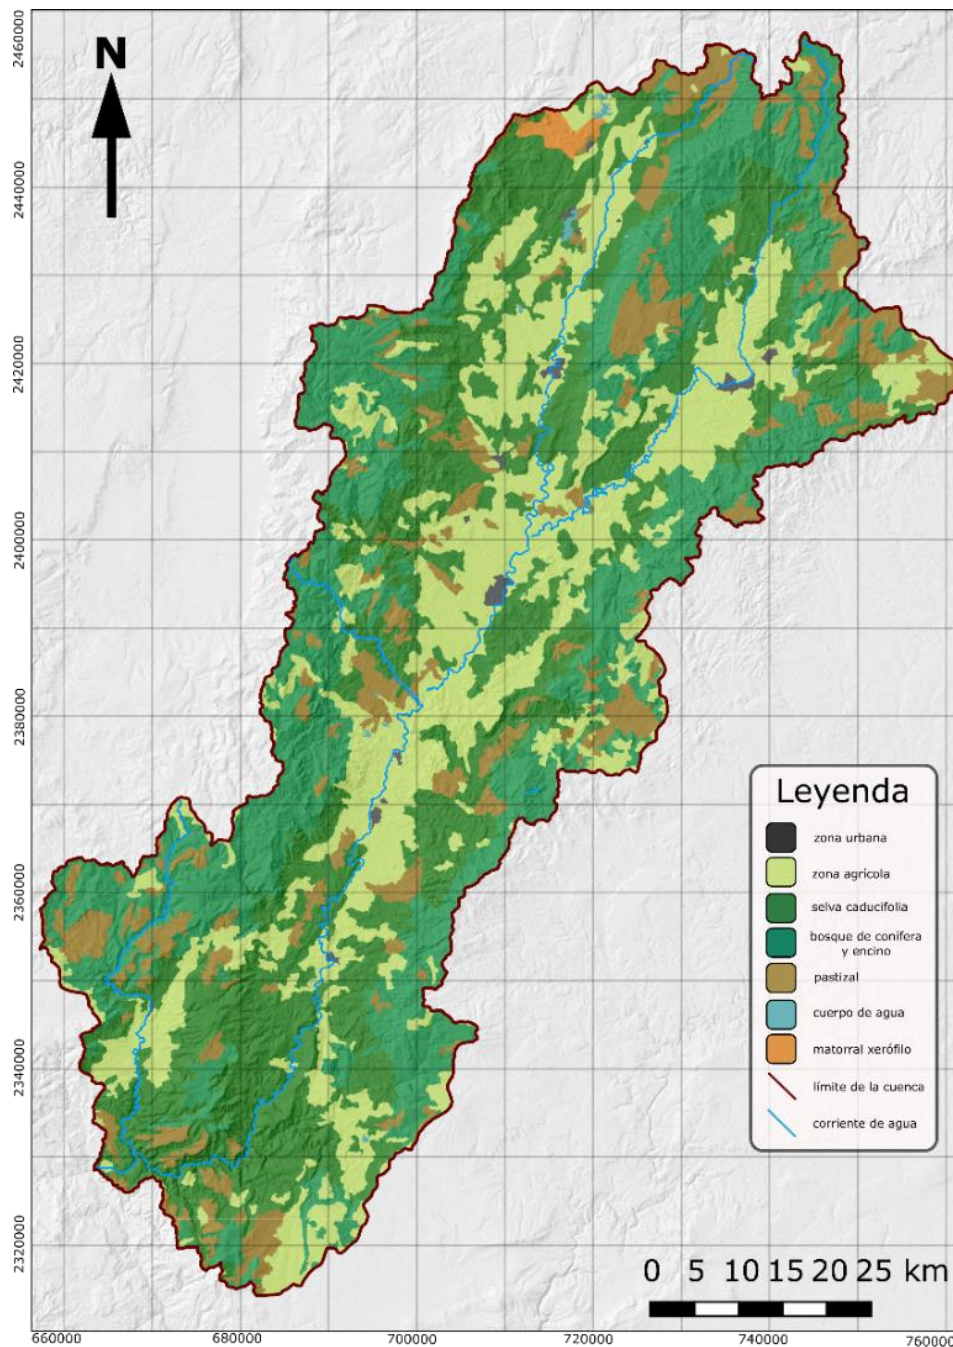 N
2460000
2440000
2420000
2400000
2380000
2360000
2340000
2320000
Leyenda
zona urbana
zona agrícola
selva caducifolia
bosque de conífera
y encino
pastizal
cuerpo de agua
matorral xerófilo
límite de la cuenca
corriente de agua
0 5 10 15 20 25 km
660000 680000 700000 720000 740000 760000